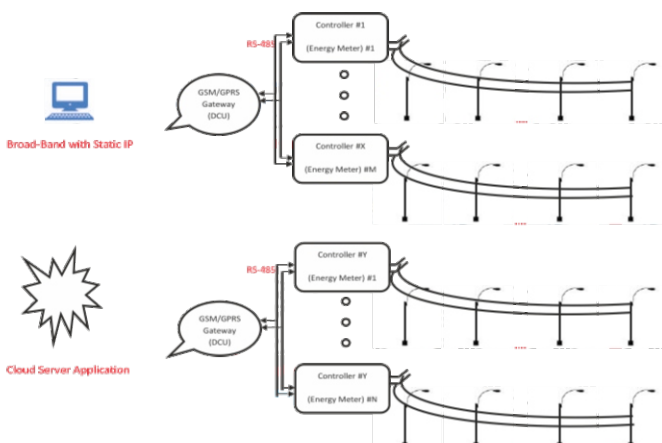 Controller #1
(Energy Meter) #1
RS-485
GSM/GPRS
Gateway
(DCU)
Broad-Band with Static IP
Controller #X
(Energy Meter) #M
....
....
Controller #Y
(Energy Meter) #1
RS-485
GSM/GPRS
Gateway
(DCU)
Cloud Server Application
Controller #Y
(Energy Meter) #N
....